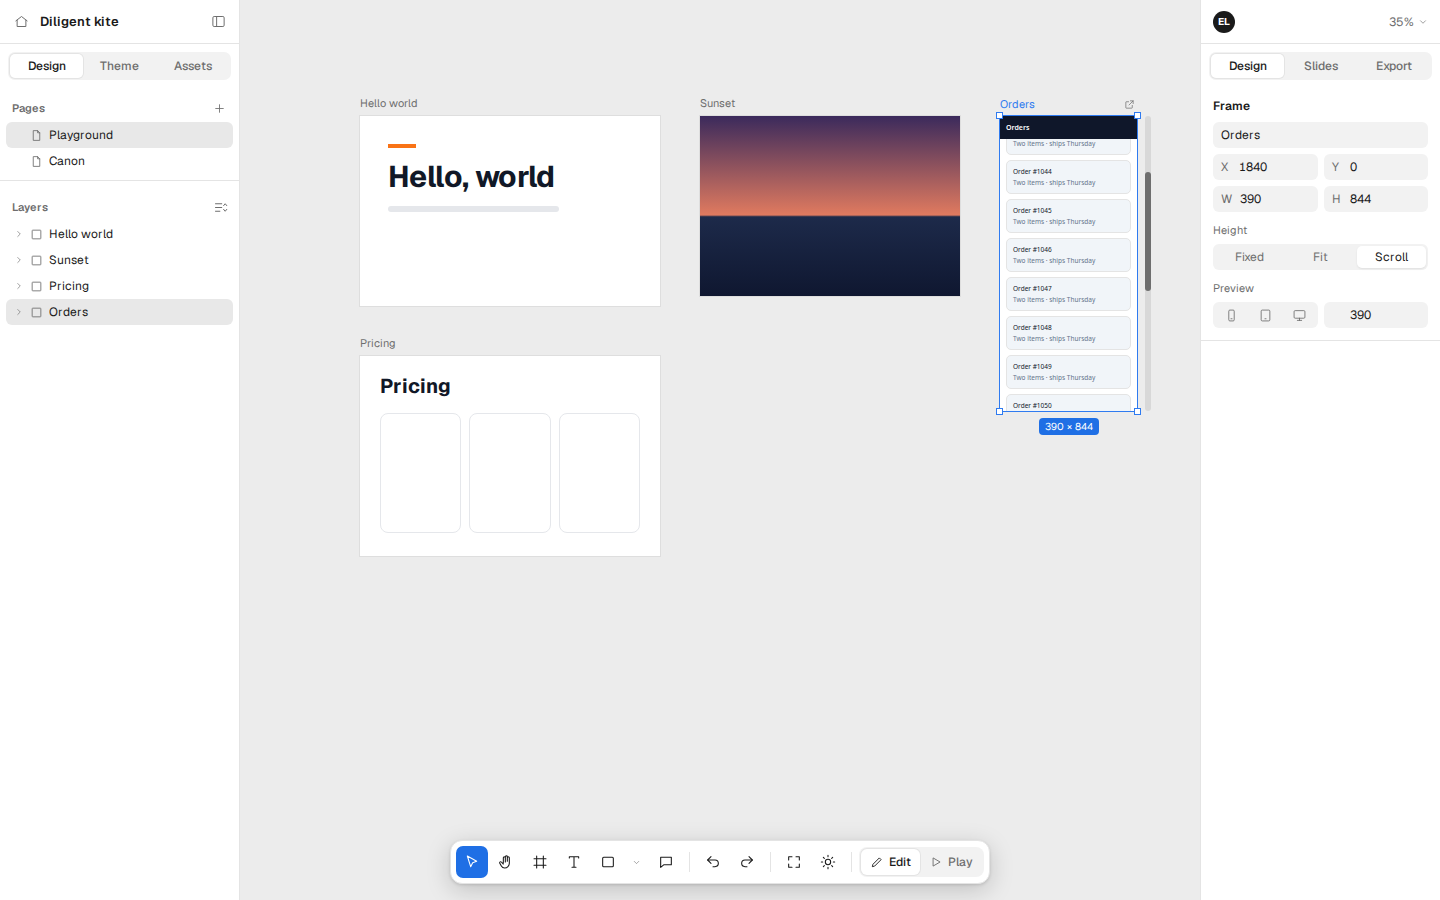 Diligent kite
Design
Theme
Assets
Pages
Playground
Canon
Layers
Hello world
Sunset
Pricing
Orders
Hello world
Hello, world
Sunset
Pricing
Pricing
Orders
Orders
Two items · ships Thursday
Order #1044
Two items · ships Thursday
Order #1045
Two items · ships Thursday
Order #1046
Two items · ships Thursday
Order #1047
Two items · ships Thursday
Order #1048
Two items · ships Thursday
Order #1049
Two items · ships Thursday
Order #1050
390 × 844
Edit
Play
EL
35%
Design
Slides
Export
Frame
Orders
X 1840
Y 0
W 390
H 844
Height
Fixed
Fit
Scroll
Preview
390